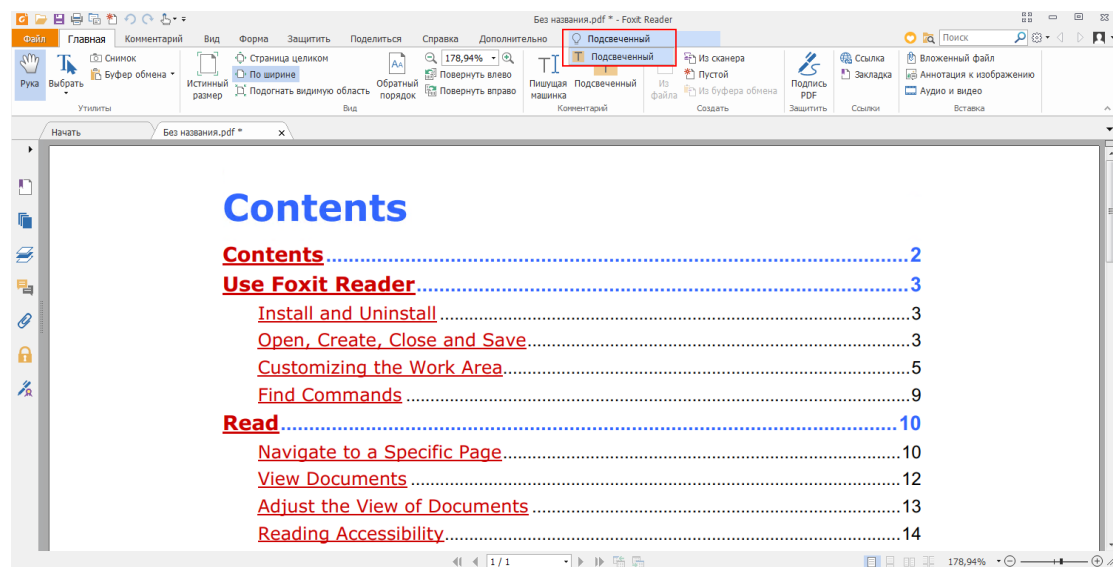 Без названия.pdf * - Foxit Reader
Файл Главная Комментарий Вид Форма Защитить Поделиться Справка Дополнительно Подсвеченный Поиск
Подсвеченный
Рука
Выбрать
Снимок
Буфер обмена
Утилиты
Истинный размер
Страница целиком
По ширине
Подогнать видимую область
Обратный порядок
178,94%
Повернуть влево
Повернуть вправо
Вид
Пишущая машинка
Подсвеченный
Комментарий
Из файла
Из сканера
Пустой
Из буфера обмена
Создать
Подпись PDF
Защитить
Ссылка
Закладка
Ссылки
Вложенный файл
Аннотация к изображению
Аудио и видео
Вставка
Начать Без названия.pdf * x
Contents
Contents 2
Use Foxit Reader 3
Install and Uninstall 3
Open, Create, Close and Save 3
Customizing the Work Area 5
Find Commands 9
Read 10
Navigate to a Specific Page 10
View Documents 12
Adjust the View of Documents 13
Reading Accessibility 14
1 / 1 178,94%